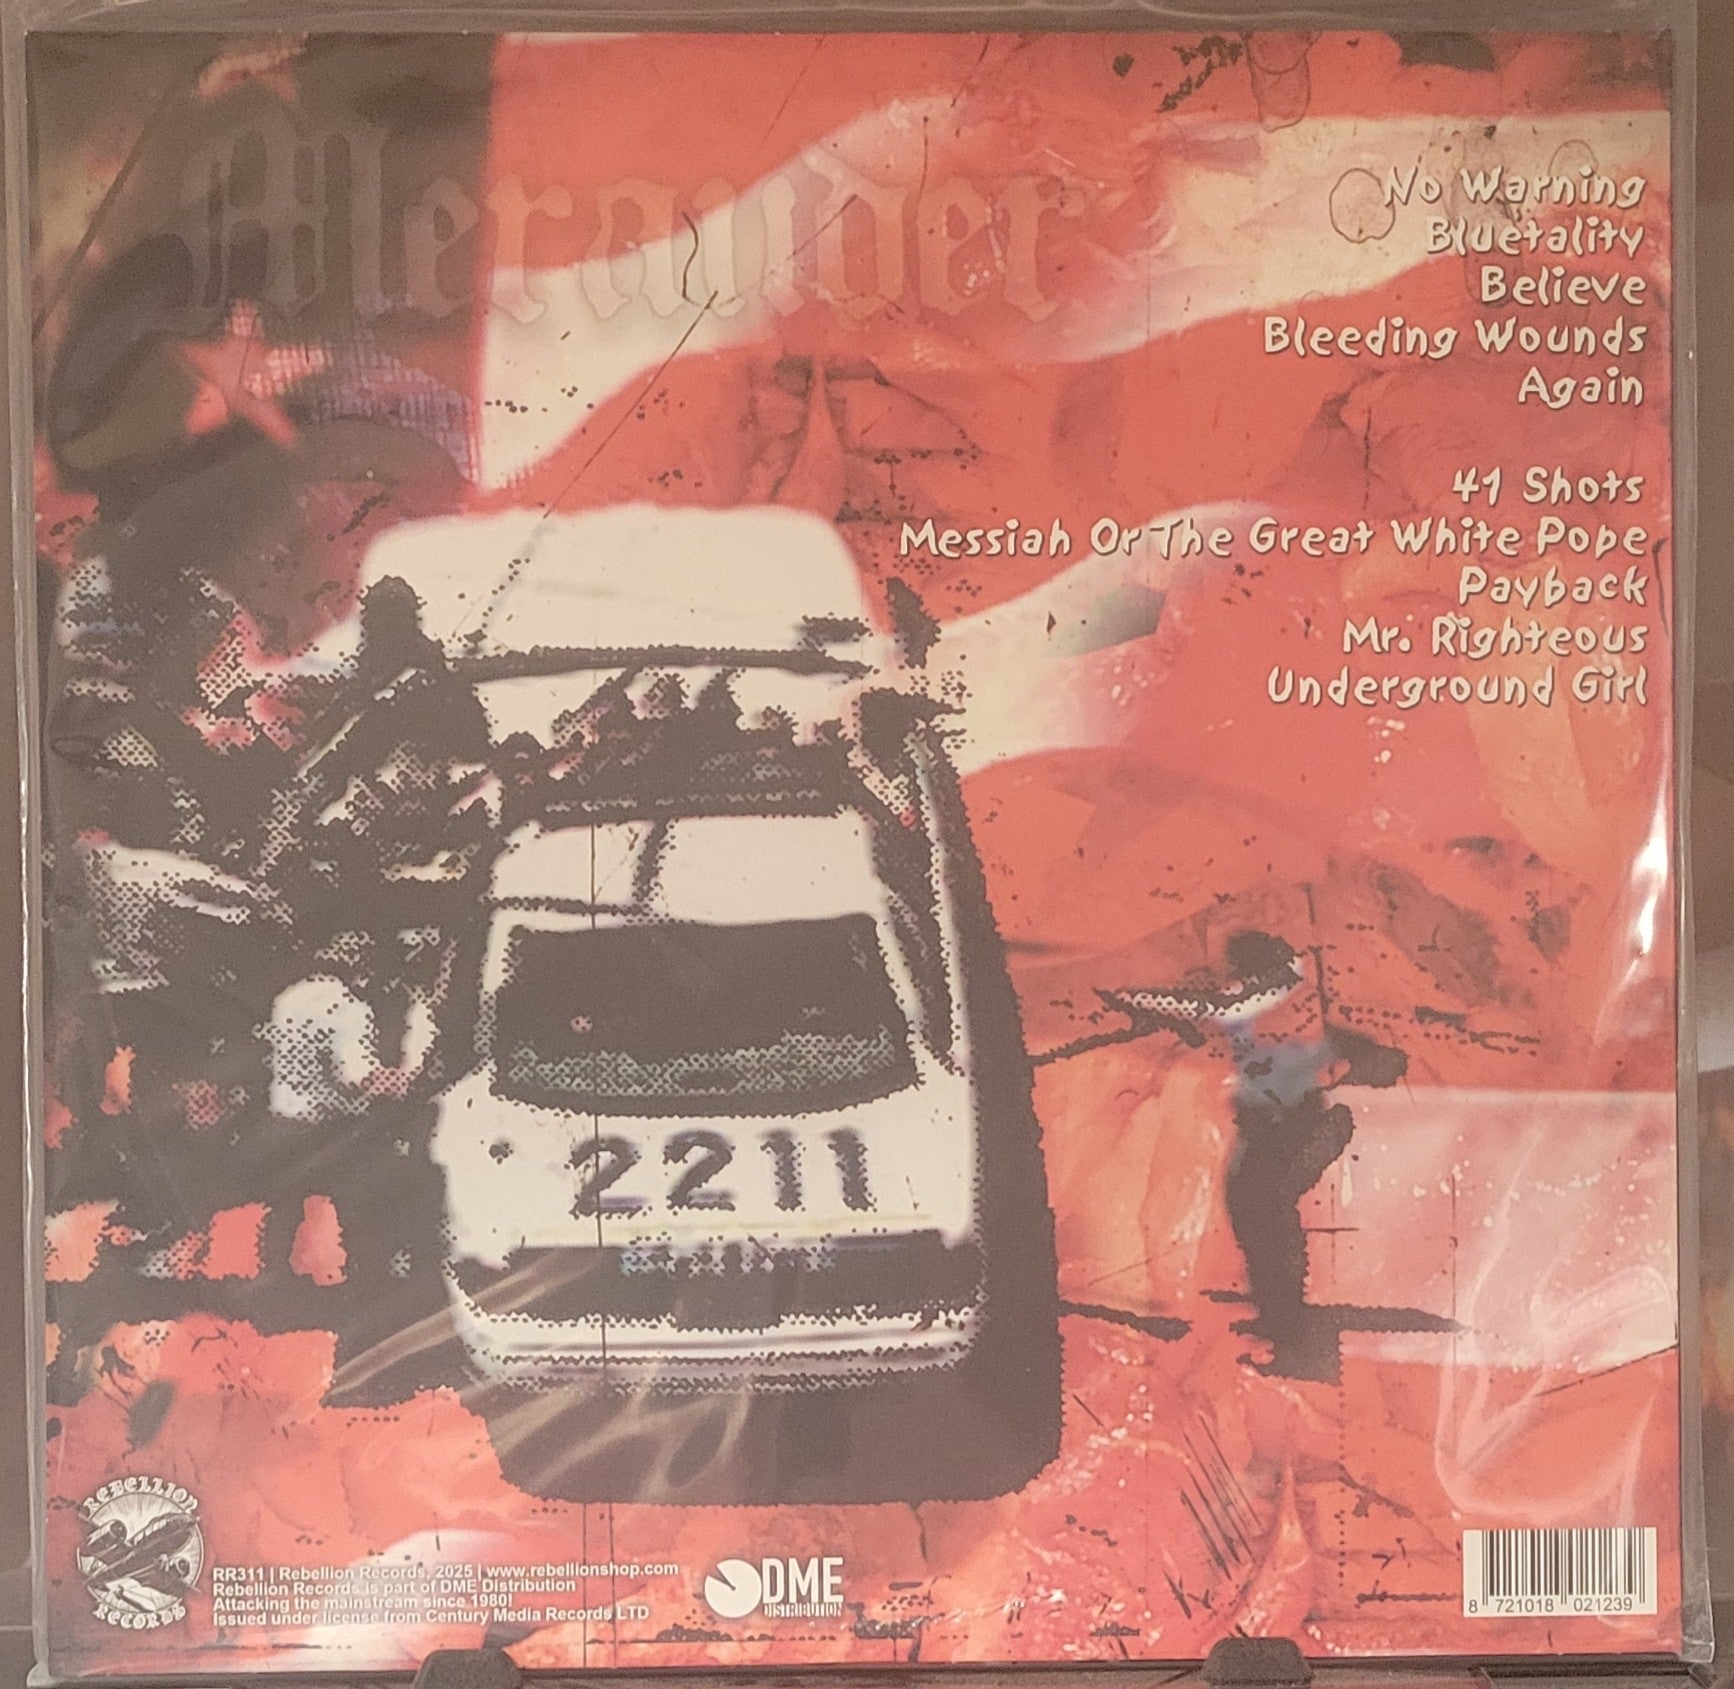 Merauder
No Warning
Bluetality
Believe
Bleeding Wounds
Again
41 Shots
Messiah Or The Great White Pope
Payback
Mr. Righteous
Underground Girl
2211
REBELLION
RECORDS
RR311 | Rebellion Records, 2025 | www.rebellionshop.com
Rebellion Records is part of DME Distribution
Attacking the mainstream since 1980!
Issued under license from Century Media Records LTD
DME
DISTRIBUTION
8 721018 021239